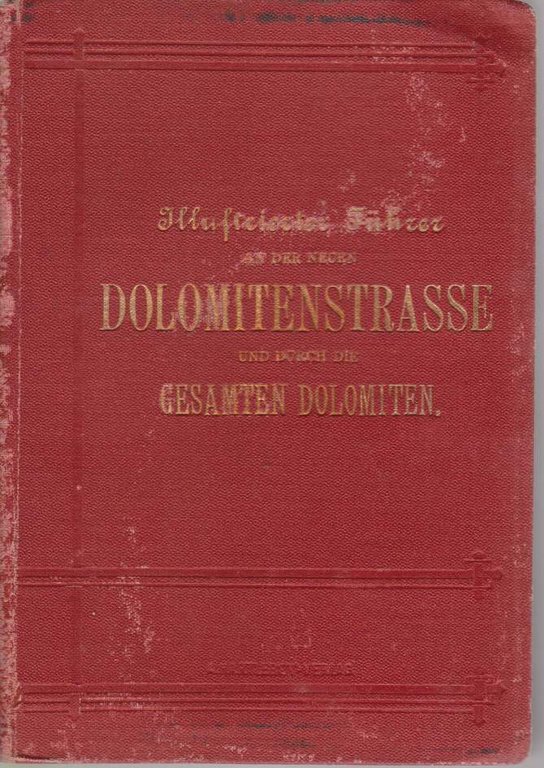 Illustrierter Führer
AN DER NEUEN
DOLOMITENSTRASSE
UND DURCH DIE
GESAMTEN DOLOMITEN.